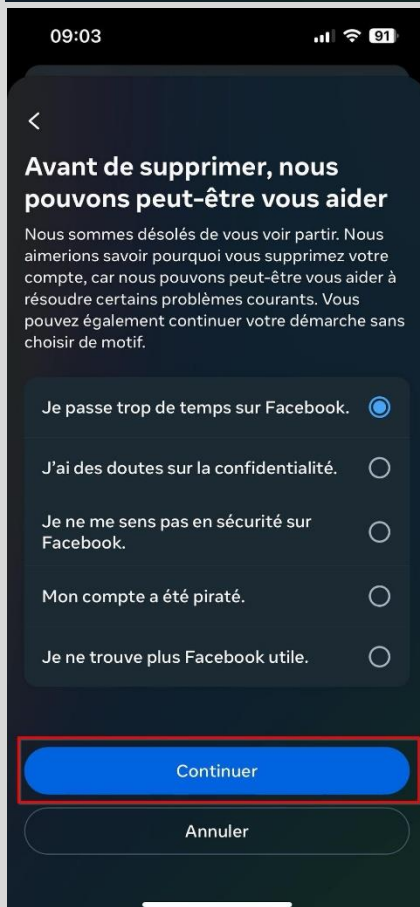 09:03
91
Avant de supprimer, nous
pouvons peut-être vous aider
Nous sommes désolés de vous voir partir. Nous
aimerions savoir pourquoi vous supprimez votre
compte, car nous pouvons peut-être vous aider à
résoudre certains problèmes courants. Vous
pouvez également continuer votre démarche sans
choisir de motif.
Je passe trop de temps sur Facebook.
J'ai des doutes sur la confidentialité.
Je ne me sens pas en sécurité sur
Facebook.
Mon compte a été piraté.
Je ne trouve plus Facebook utile.
Continuer
Annuler